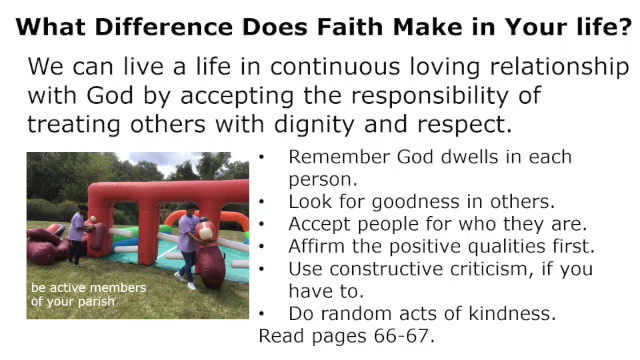 What Difference Does Faith Make in Your life?
We can live a life in continuous loving relationship
with God by accepting the responsibility of
treating others with dignity and respect.
• Remember God dwells in each
person.
• Look for goodness in others.
• Accept people for who they are.
• Affirm the positive qualities first.
• Use constructive criticism, if you
have to.
• Do random acts of kindness.
Read pages 66-67.
be active members
of your parish